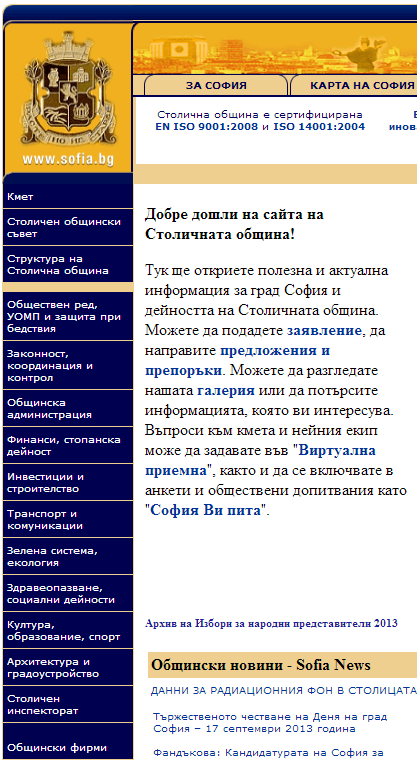 www.sofia.bg
ЗА СОФИЯ
КАРТА НА СОФИЯ
Столична община е сертифицирана
EN ISO 9001:2008 и ISO 14001:2004
инов
Кмет
Столичен общински
съвет
Структура на
Столична община
Обществен ред,
УОМП и защита при
бедствия
Законност,
координация и
контрол
Общинска
администрация
Финанси, стопанска
дейност
Инвестиции и
строителство
Транспорт и
комуникации
Зелена система,
екология
Здравеопазване,
социални дейности
Култура,
образование, спорт
Архитектура и
градоустройство
Столичен
инспекторат
Общински фирми
Добре дошли на сайта на
Столичната община!
Тук ще откриете полезна и актуална
информация за град София и
дейността на Столичната община.
Можете да подадете заявление, да
направите предложения и
препоръки. Можете да разгледате
нашата галерия или да потърсите
информацията, която ви интересува.
Въпроси към кмета и нейния екип
може да задавате във "Виртуална
приемна", както и да се включвате в
анкети и обществени допитвания като
"София Ви пита".
Архив на Избори за народни представители 2013
Общински новини - Sofia News
ДАННИ ЗА РАДИАЦИОННИЯ ФОН В СТОЛИЦАТА
Тържественото честване на Деня на град
София – 17 септември 2013 година
Фандъкова: Кандидатурата на София за